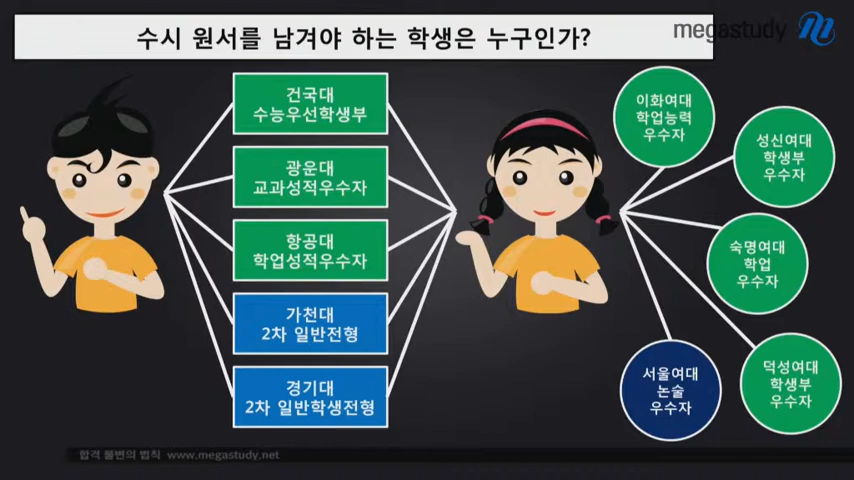 수시 원서를 남겨야 하는 학생은 누구인가?
megastudy
건국대
수능우선학생부
광운대
교과성적우수자
항공대
학업성적우수자
가천대
2차 일반전형
경기대
2차 일반학생전형
이화여대
학업능력
우수자
성신여대
학생부
우수자
숙명여대
학업
우수자
덕성여대
학생부
우수자
서울여대
논술
우수자
합격 불변의 법칙 www.megastudy.net